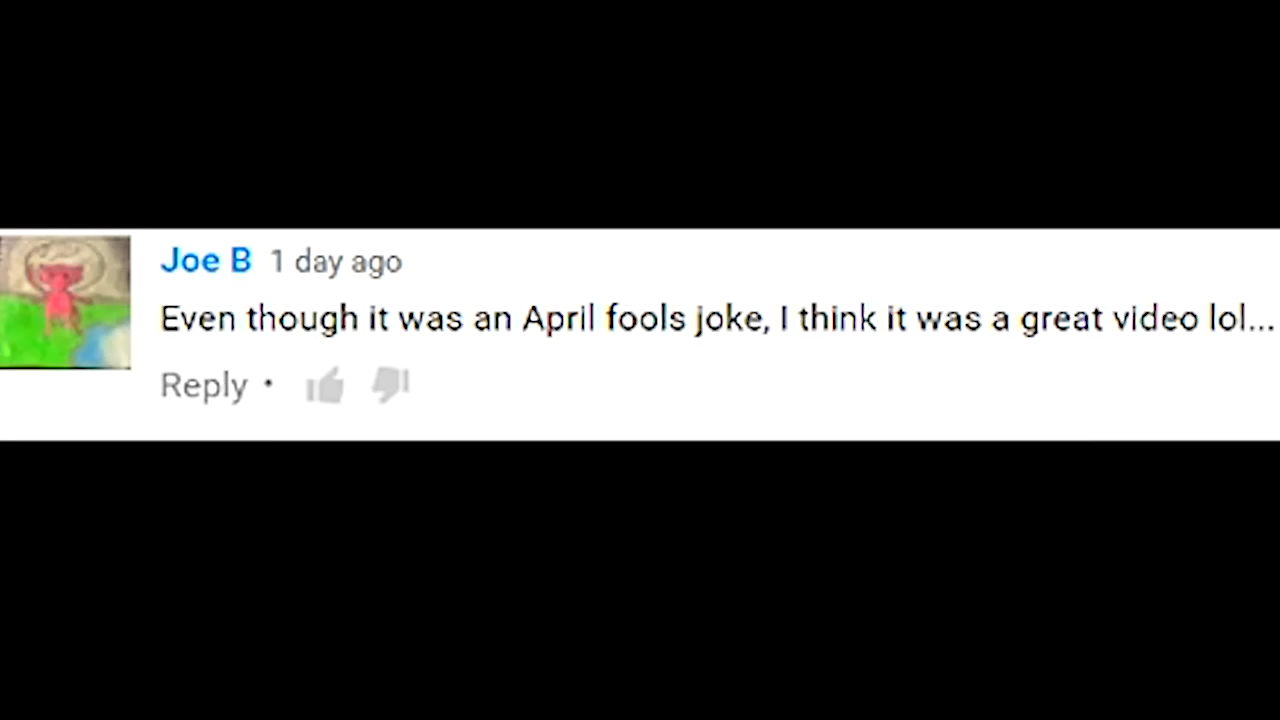 Joe B 1 day ago
Even though it was an April fools joke, I think it was a great video lol...
Reply •